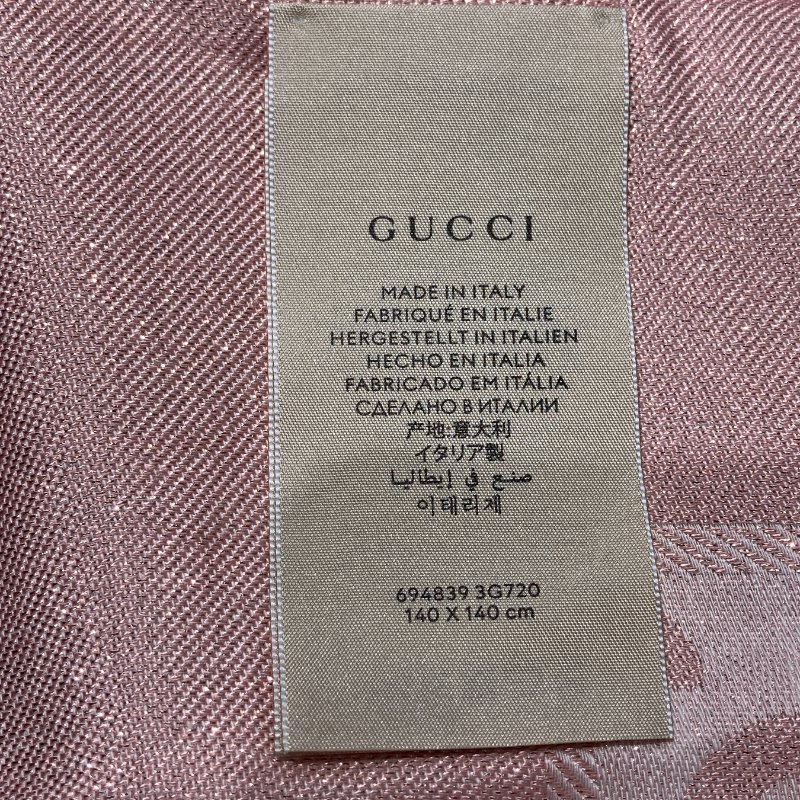 GUCCI
MADE IN ITALY
FABRIQUÉ EN ITALIE
HERGESTELLT IN ITALIEN
HECHO EN ITALIA
FABRICADO EM ITÁLIA
СДЕЛАНО В ИТАЛИИ
产地:意大利
イタリア製
صنع في إيطاليا
이태리제
694839 3G720
140 X 140 cm